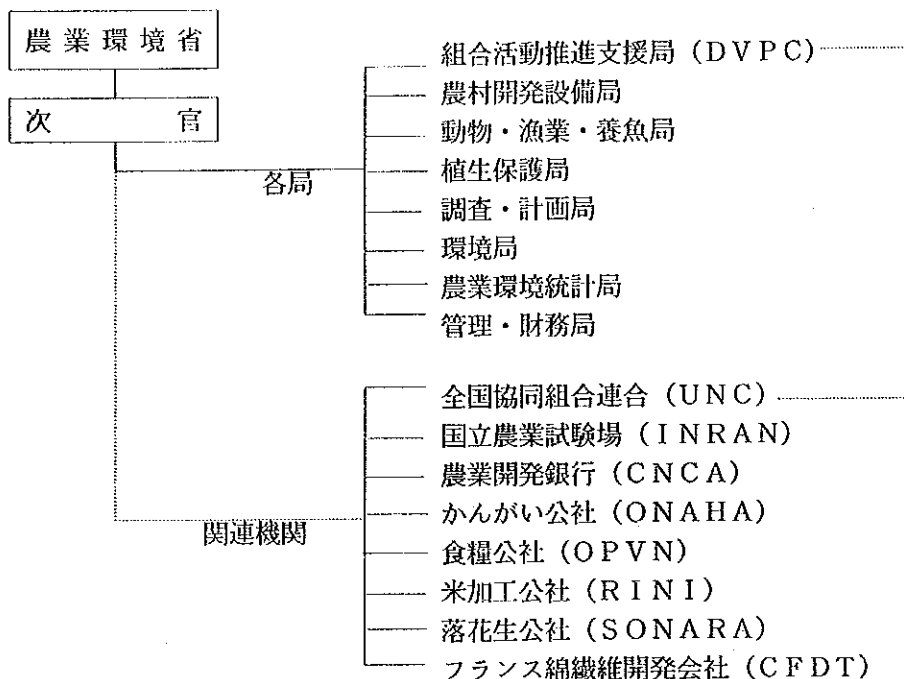 農業環境省
次官
各局
組合活動推進支援局(DVPC)
農村開発設備局
動物・漁業・養魚局
植生保護局
調査・計画局
環境局
農業環境統計局
管理・財務局
関連機関
全国協同組合連合(UNC)
国立農業試験場(INRAN)
農業開発銀行(CNCA)
かんがい公社(ONAHA)
食糧公社(OPVN)
米加工公社(RINI)
落花生公社(SONARA)
フランス綿繊維開発会社(CFDT)